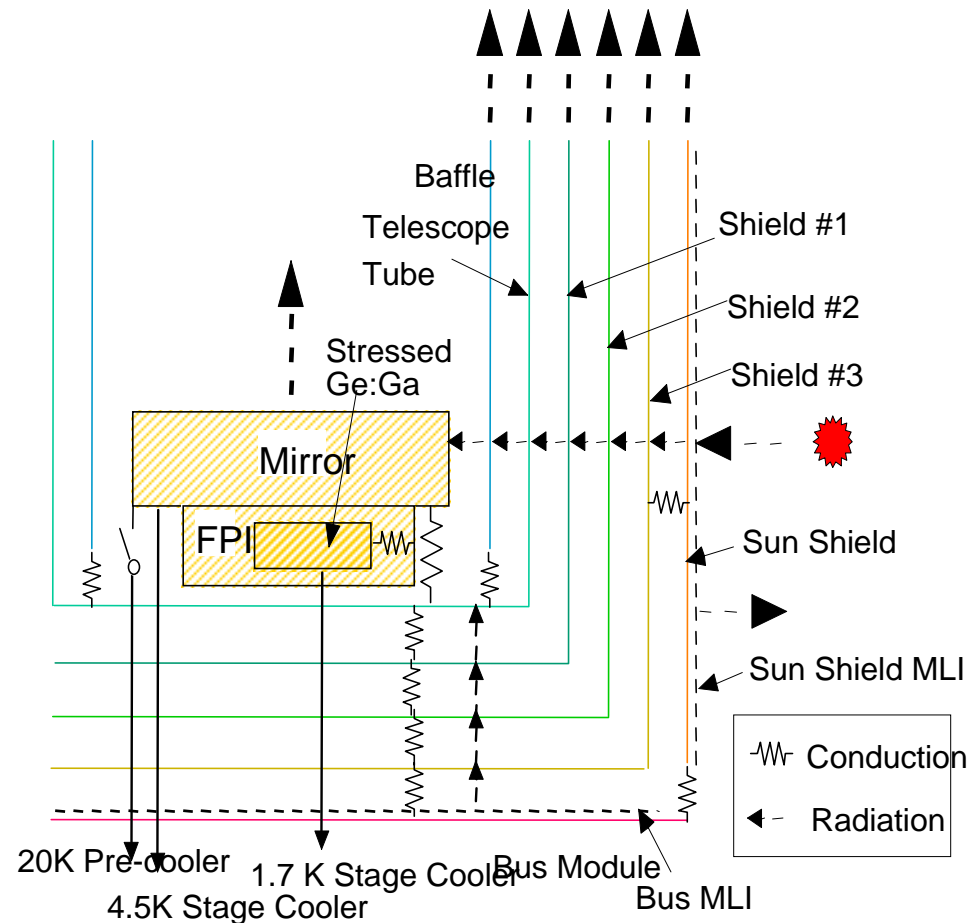 Baffle
Telescope
Tube
Shield #1
Shield #2
Shield #3
Stressed
Ge:Ga
Mirror
FPI
Sun Shield
Sun Shield MLI
Conduction
Radiation
20K Pre-cooler
4.5K Stage Cooler
1.7 K Stage Cooler
Bus Module
Bus MLI